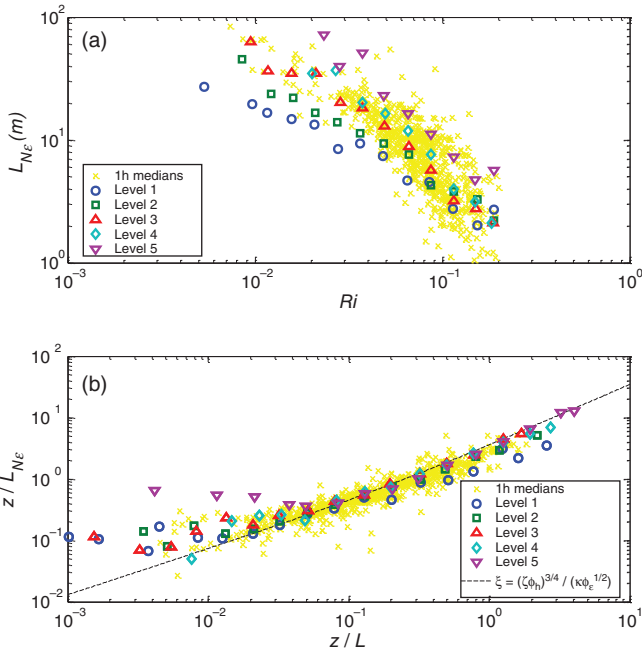 (a)
10²
10¹
10⁰
L_Nε (m)
1h medians
Level 1
Level 2
Level 3
Level 4
Level 5
10⁻³ 10⁻² 10⁻¹ 10⁰
Ri
(b)
10²
10¹
10⁰
10⁻¹
10⁻²
z / L_Nε
1h medians
Level 1
Level 2
Level 3
Level 4
Level 5
ξ = (ζϕ_h)^3/4 / (κϕ_ε^1/2)
10⁻³ 10⁻² 10⁻¹ 10⁰ 10¹
z / L